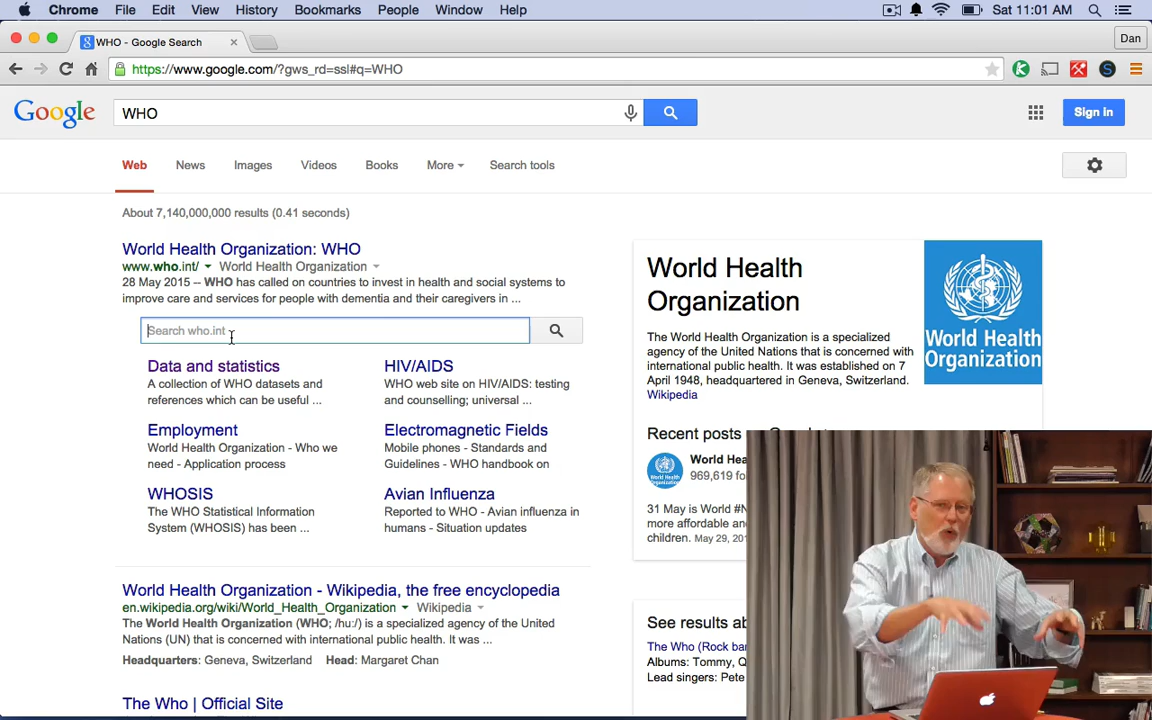 Chrome File Edit View History Bookmarks People Window Help Sat 11:01 AM
WHO - Google Search
Dan
https://www.google.com/?gws_rd=ssl#q=WHO
Google WHO Sign in
Web News Images Videos Books More Search tools
About 7,140,000,000 results (0.41 seconds)
World Health Organization: WHO
www.who.int/ World Health Organization
28 May 2015 -- WHO has called on countries to invest in health and social systems to
improve care and services for people with dementia and their caregivers in ...
Search who.int
Data and statistics
A collection of WHO datasets and
references which can be useful ...
HIV/AIDS
WHO web site on HIV/AIDS: testing
and counselling; universal ...
Employment
World Health Organization - Who we
need - Application process
Electromagnetic Fields
Mobile phones - Standards and
Guidelines - WHO handbook on
WHOSIS
The WHO Statistical Information
System (WHOSIS) has been ...
Avian Influenza
Reported to WHO - Avian influenza in
humans - Situation updates
World Health Organization - Wikipedia, the free encyclopedia
en.wikipedia.org/wiki/World_Health_Organization Wikipedia
The World Health Organization (WHO; /huː/) is a specialized agency of the United
Nations (UN) that is concerned with international public health. It was ...
Headquarters: Geneva, Switzerland Head: Margaret Chan
The Who | Official Site
World Health
Organization
World Health
Organization
The World Health Organization is a specialized
agency of the United Nations that is concerned with
international public health. It was established on 7
April 1948, headquartered in Geneva, Switzerland.
Wikipedia
Recent posts
World Hea
969,619 fo
31 May is World #N
more affordable and
children. May 29, 201
See results ab
The Who (Rock ban
Albums: Tommy, Q
Lead singers: Pete